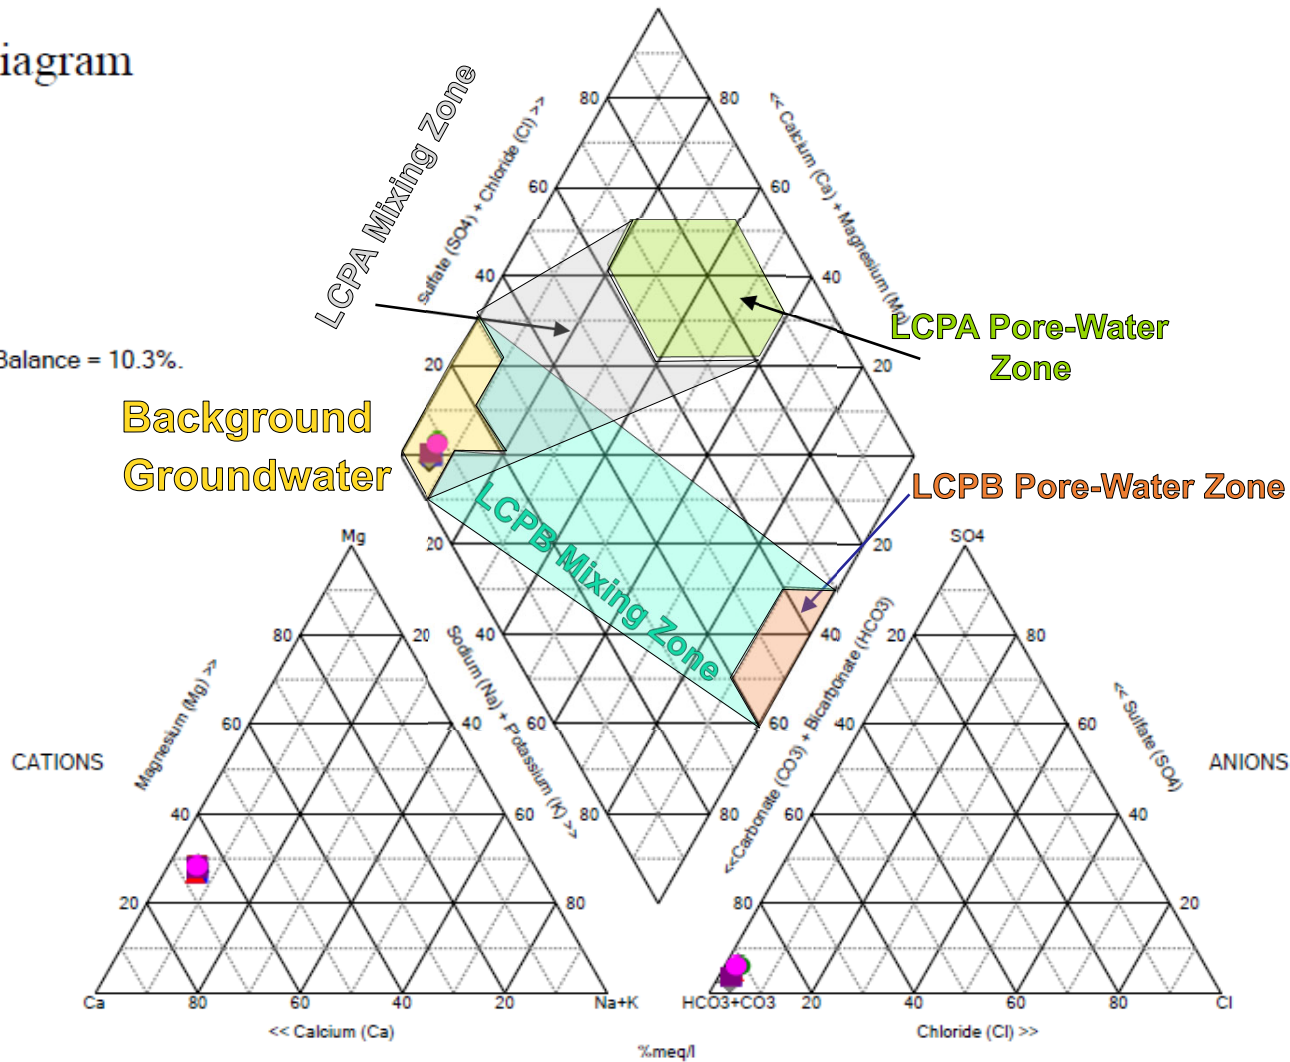 iagram
Balance = 10.3%.
LCPA Mixing Zone
Sulfate (SO4) + Chloride (Cl) >>
<< Calcium (Ca) + Magnesium (Mg)
80
80
60
60
40
40
20
20
LCPA Pore-Water
Zone
Background
Groundwater
LCPB Pore-Water Zone
LCPB Mixing Zone
20
20
40
40
60
60
80
80
Sodium (Na) + Potassium (K) >>
<<Carbonate (CO3) + Bicarbonate (HCO3)
Mg
SO4
80
20
20
80
60
40
40
60
40
60
60
40
20
80
80
20
Magnesium (Mg) >>
<< Sulfate (SO4)
CATIONS
ANIONS
Ca
80
60
40
20
Na+K
HCO3+CO3
20
40
60
80
Cl
<< Calcium (Ca)
Chloride (Cl) >>
%meq/l